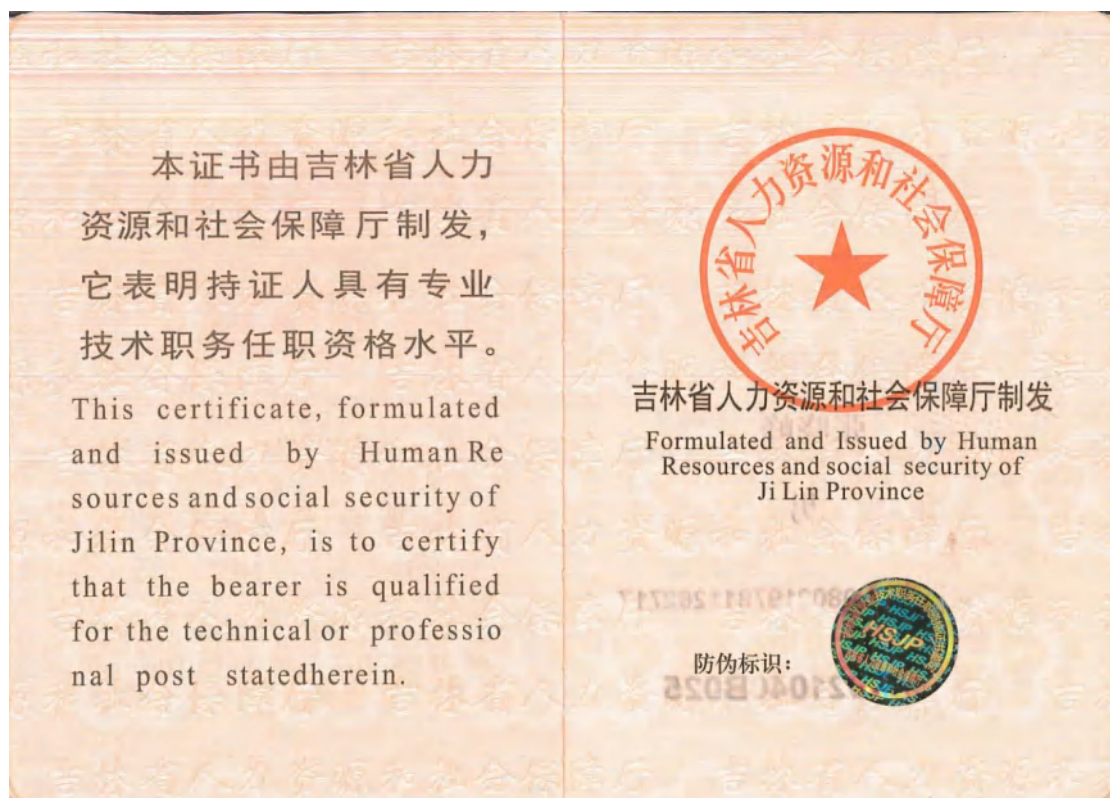 本证书由吉林省人力
资源和社会保障厅制发，
它表明持证人具有专业
技术职务任职资格水平。
This certificate, formulated
and issued by Human Re
sources and social security of
Jilin Province, is to certify
that the bearer is qualified
for the technical or professio
nal post statedherein.
吉林省人力资源和社会保障厅
吉林省人力资源和社会保障厅制发
Formulated and Issued by Human
Resources and social security of
Ji Lin Province
防伪标识：
HSJP